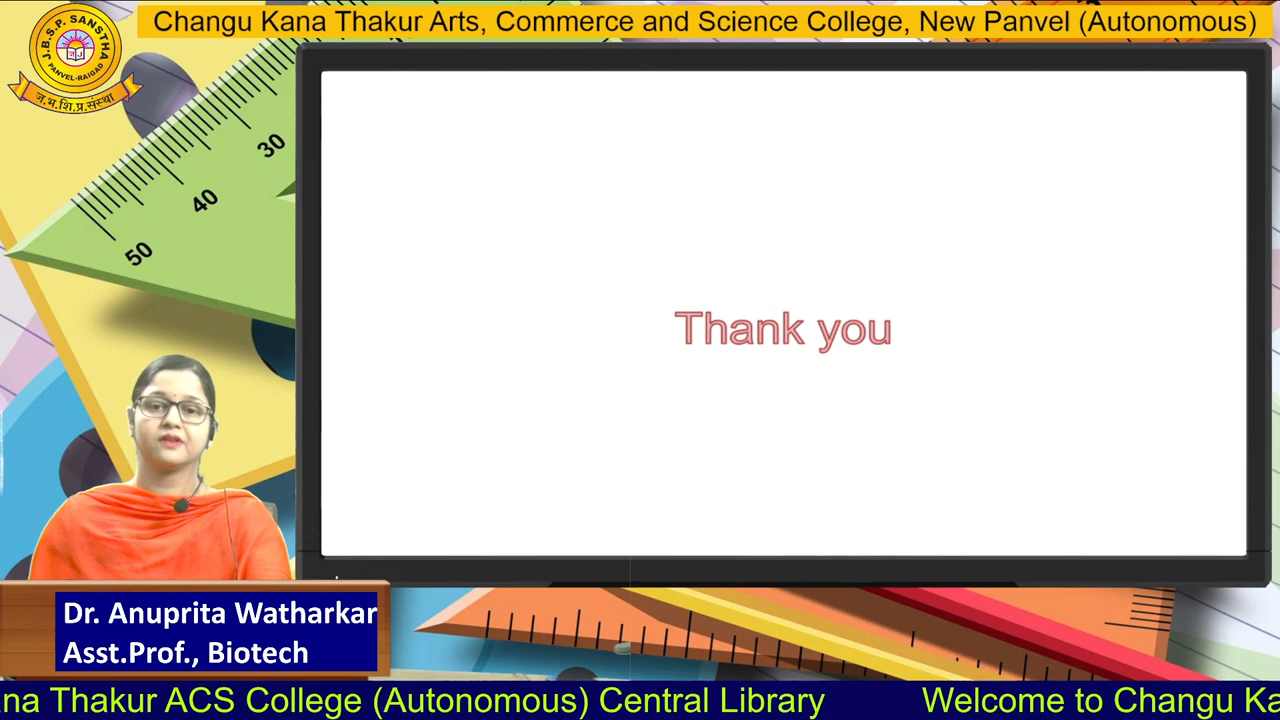 Changu Kana Thakur Arts, Commerce and Science College, New Panvel (Autonomous)
J.B.S.P. SANSTHA
PANVEL-RAIGAD
ज.भ.शि.प्र.संस्था
30
40
50
Thank you
Dr. Anuprita Watharkar
Asst.Prof., Biotech
na Thakur ACS College (Autonomous) Central Library Welcome to Changu Ka